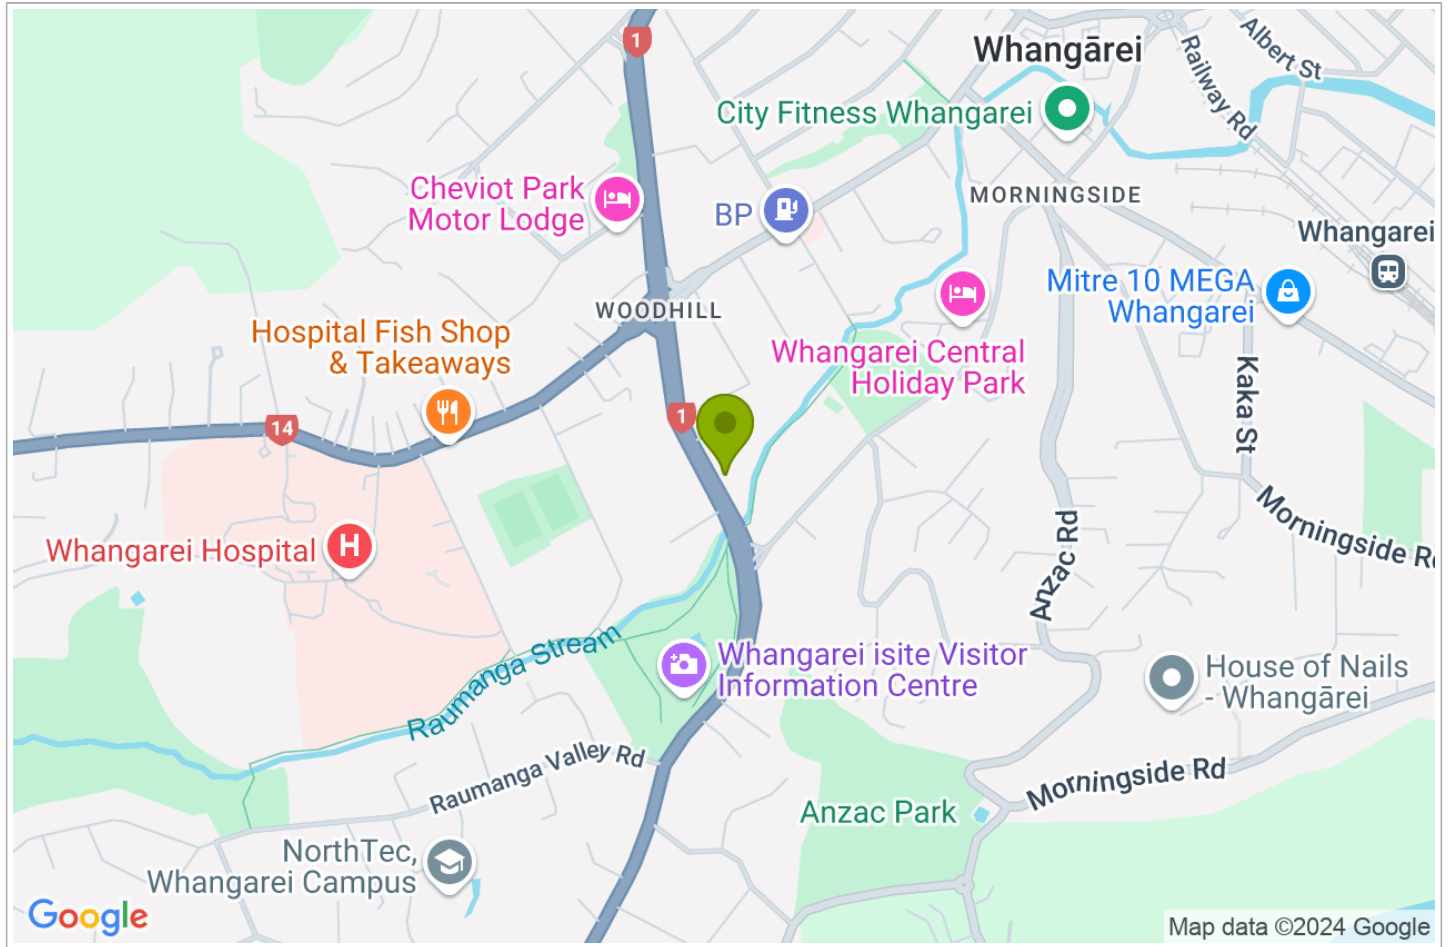 1
Whangārei
Albert St
Railway Rd
City Fitness Whangarei
Cheviot Park
Motor Lodge
BP
MORNINGSIDE
Whangarei
Mitre 10 MEGA
Whangarei
WOODHILL
Hospital Fish Shop
& Takeaways
Whangarei Central
Holiday Park
Kaka St
1
14
Morningside R
Anzac Rd
Whangarei Hospital
H
Raumanga Stream
Whangarei isite Visitor
Information Centre
House of Nails
- Whangārei
Raumanga Valley Rd
Morningside Rd
Anzac Park
NorthTec,
Whangarei Campus
Google
Map data ©2024 Google